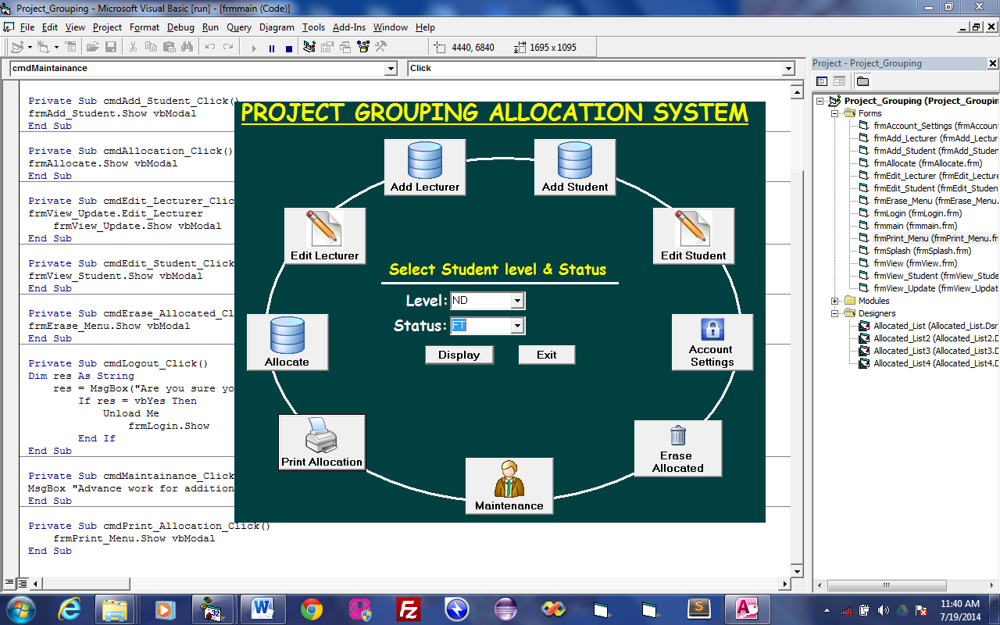 Project_Grouping - Microsoft Visual Basic [run] - [frmmain (Code)]
File Edit View Project Format Debug Run Query Diagram Tools Add-Ins Window Help
4440, 6840 1695 x 1095
cmdMaintainance Click
Private Sub cmdAdd_Student_Click()
frmAdd_Student.Show vbModal
End Sub
Private Sub cmdAllocation_Click()
frmAllocate.Show vbModal
End Sub
Private Sub cmdEdit_Lecturer_Clic
frmView_Update.Edit_Lecturer
frmView_Update.Show vbModal
End Sub
Private Sub cmdEdit_Student_Click
frmView_Student.Show vbModal
End Sub
Private Sub cmdErase_Allocated_Cl
frmErase_Menu.Show vbModal
End Sub
Private Sub cmdLogout_Click()
Dim res As String
res = MsgBox("Are you sure yo
If res = vbYes Then
Unload Me
frmLogin.Show
End If
End Sub
Private Sub cmdMaintainance_Click
MsgBox "Advance work for addition
End Sub
Private Sub cmdPrint_Allocation_Click()
frmPrint_Menu.Show vbModal
End Sub
PROJECT GROUPING ALLOCATION SYSTEM
Add Lecturer
Add Student
Edit Lecturer
Edit Student
Select Student level & Status
Level: ND
Status: FT
Display Exit
Allocate
Account
Settings
Print Allocation
Erase
Allocated
Maintenance
Project - Project_Grouping
Project_Grouping (Project_Groupin
Forms
frmAccount_Settings (frmAccoun
frmAdd_Lecturer (frmAdd_Lectur
frmAdd_Student (frmAdd_Studen
frmAllocate (frmAllocate.frm)
frmEdit_Lecturer (frmEdit_Lecture
frmEdit_Student (frmEdit_Studen
frmErase_Menu (frmErase_Menu.
frmLogin (frmLogin.frm)
frmmain (frmmain.frm)
frmPrint_Menu (frmPrint_Menu.fr
frmSplash (frmSplash.frm)
frmView (frmView.frm)
frmView_Student (frmView_Stude
frmView_Update (frmView_Updat
Modules
Designers
Allocated_List (Allocated_List.Dsr
Allocated_List2 (Allocated_List2.D
Allocated_List3 (Allocated_List3.D
Allocated_List4 (Allocated_List4.D
11:40 AM
7/19/2014